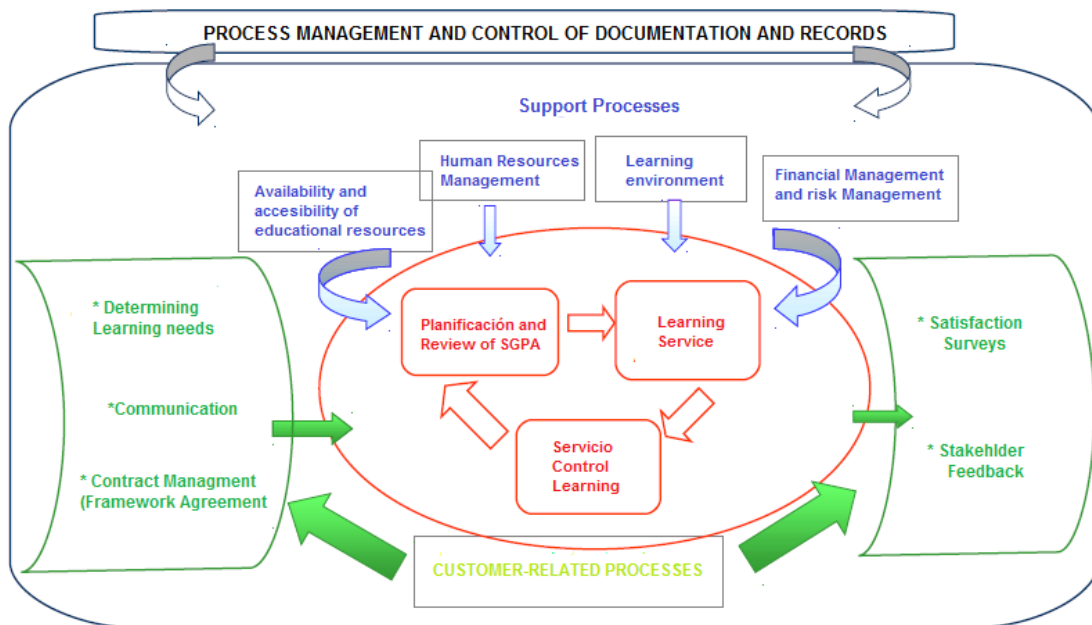 PROCESS MANAGEMENT AND CONTROL OF DOCUMENTATION AND RECORDS
Support Processes
Availability and
accesibility of
educational resources
Human Resources
Management
Learning
environment
Financial Management
and risk Management
* Determining
Learning needs
*Communication
* Contract Managment
(Framework Agreement
Planificación and
Review of SGPA
Learning
Service
Servicio
Control
Learning
* Satisfaction
Surveys
* Stakehlder
Feedback
CUSTOMER-RELATED PROCESSES